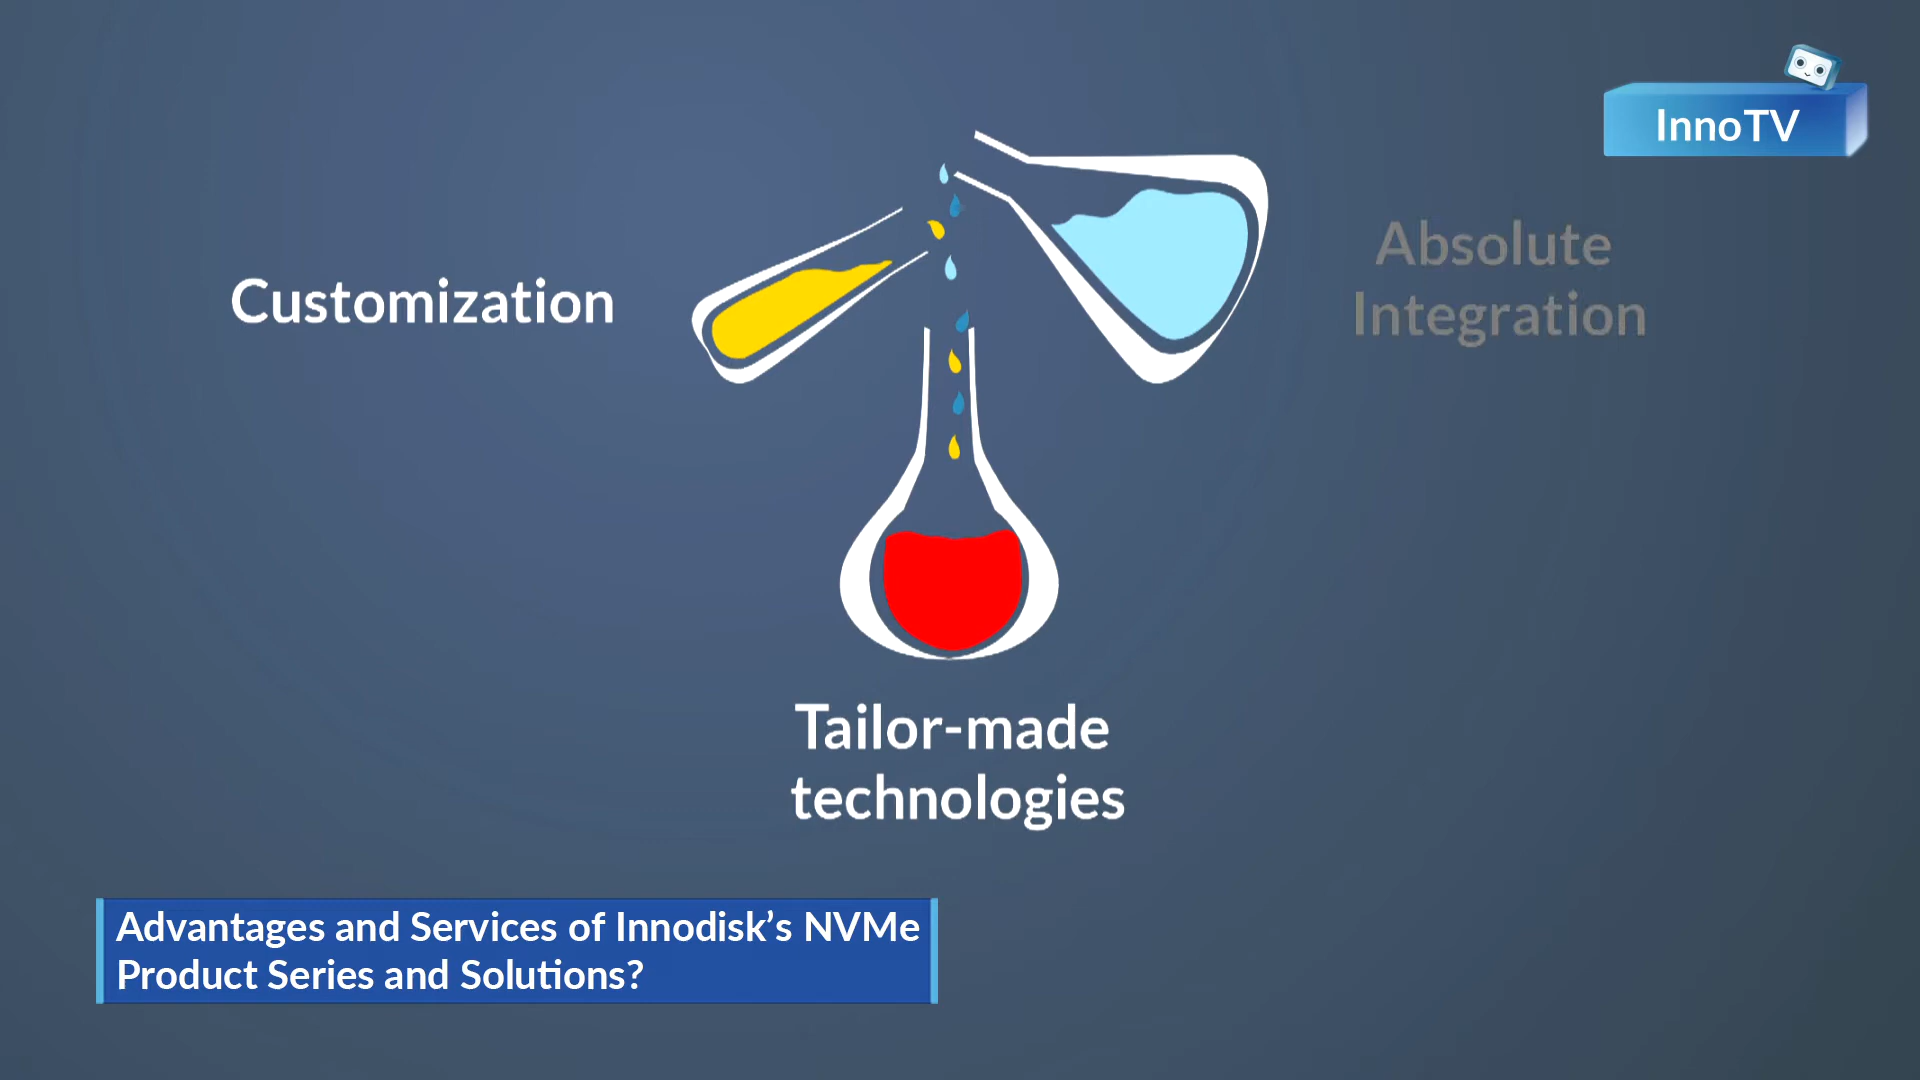 InnoTV
Customization
Absolute
Integration
Tailor-made
technologies
Advantages and Services of Innodisk’s NVMe
Product Series and Solutions?